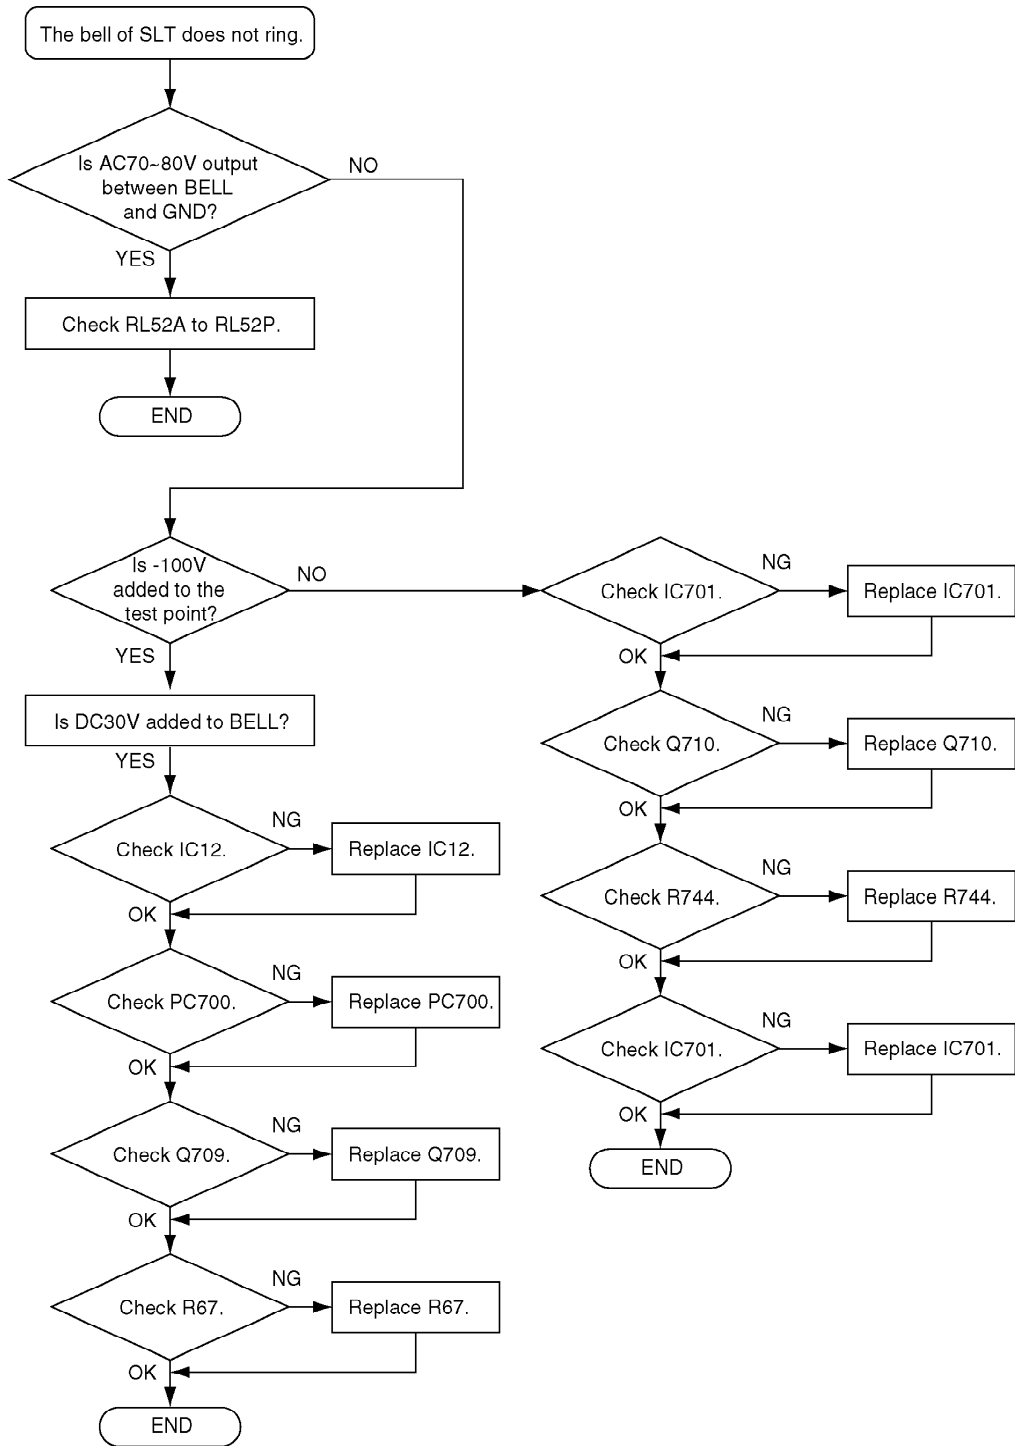 The bell of SLT does not ring.
Is AC70~80V output
between BELL
and GND?
NO
YES
Check RL52A to RL52P.
END
Is -100V
added to the
test point?
NO
YES
Is DC30V added to BELL?
YES
Check IC12.
NG
Replace IC12.
OK
Check PC700.
NG
Replace PC700.
OK
Check Q709.
NG
Replace Q709.
OK
Check R67.
NG
Replace R67.
OK
END
Check IC701.
NG
Replace IC701.
OK
Check Q710.
NG
Replace Q710.
OK
Check R744.
NG
Replace R744.
OK
Check IC701.
NG
Replace IC701.
OK
END